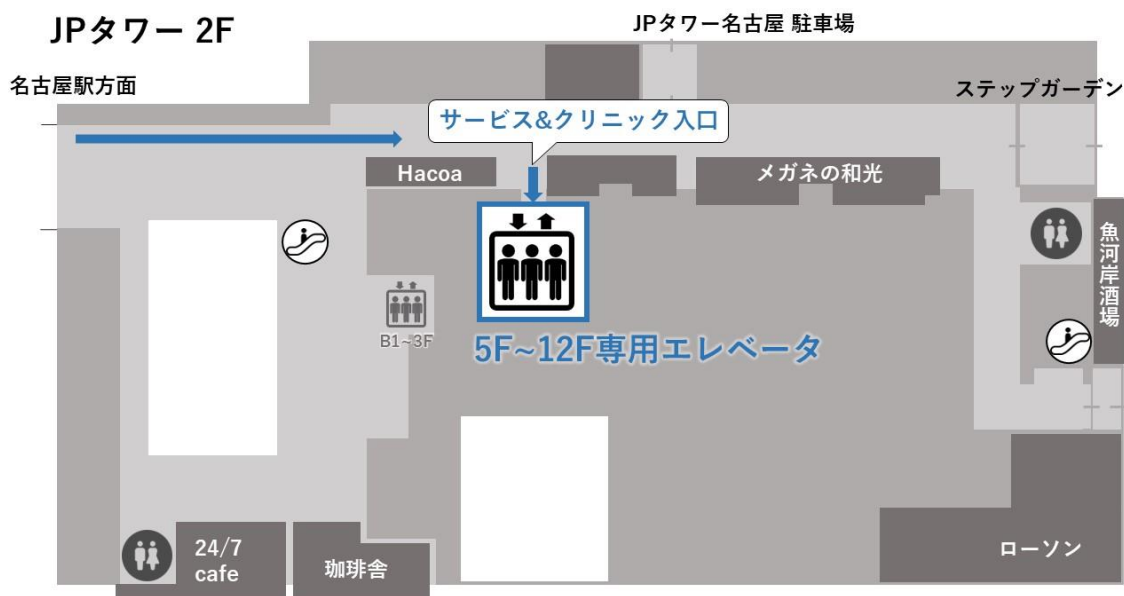 JPタワー 2F
JPタワー名古屋 駐車場
名古屋駅方面
ステップガーデン
サービス&クリニック入口
Hacoa
メガネの和光
魚河岸酒場
B1~3F
5F~12F専用エレベータ
24/7
cafe
珈琲舎
ローソン